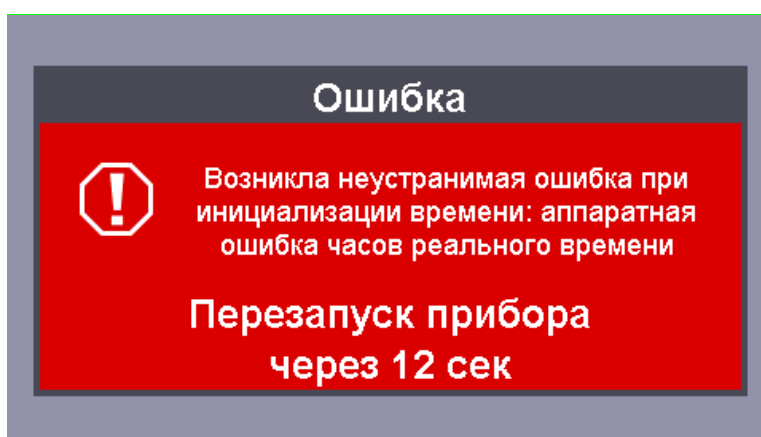 Ошибка
Возникла неустранимая ошибка при
инициализации времени: аппаратная
ошибка часов реального времени
Перезапуск прибора
через 12 сек